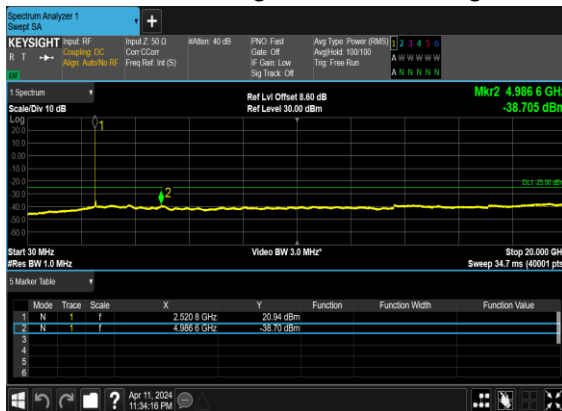 Spectrum Analyzer 1
Swept SA
+
KEYSIGHT
R T
Input: RF
Coupling: DC
Align: Auto/No RF
Input Z: 50 Ω
Corr CCorr
Freq Ref: Int (S)
#Atten: 40 dB
PNO: Fast
Gate: Off
IF Gain: Low
Sig Track: Off
Avg Type: Power (RMS)
Avg|Hold: 100/100
Trig: Free Run
1 2 3 4 5 6
A W W W W W
A N N N N N
1 Spectrum
Scale/Div 10 dB
Log
Ref Lvl Offset 8.60 dB
Ref Level 30.00 dBm
Mkr2 4.986 6 GHz
-38.705 dBm
20.0
10.0
0.00
-10.0
-20.0
-30.0
-40.0
-50.0
-60.0
1
2
DL1 -25.00 dBm
Start 30 MHz
#Res BW 1.0 MHz
Video BW 3.0 MHz*
Stop 20.000 GHz
Sweep 34.7 ms (40001 pts)
5 Marker Table
Mode Trace Scale X Y Function Function Width Function Value
1 N 1 f 2.520 8 GHz 20.94 dBm
2 N 1 f 4.986 6 GHz -38.70 dBm
3
4
5
6
?
Apr 11, 2024
11:34:16 PM